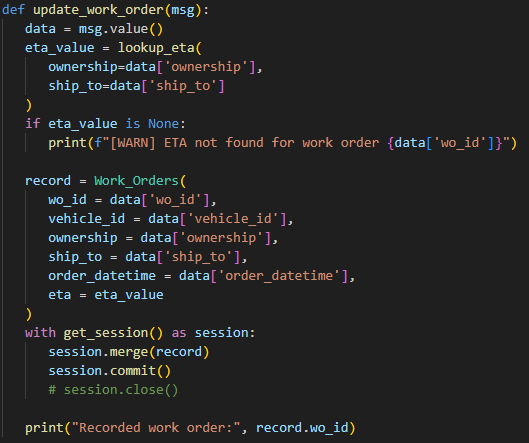 def update_work_order(msg):
    data = msg.value()
    eta_value = lookup_eta(
        ownership=data['ownership'],
        ship_to=data['ship_to']
    )
    if eta_value is None:
        print(f"[WARN] ETA not found for work order {data['wo_id']}")

    record = Work_Orders(
        wo_id = data['wo_id'],
        vehicle_id = data['vehicle_id'],
        ownership = data['ownership'],
        ship_to = data['ship_to'],
        order_datetime = data['order_datetime'],
        eta = eta_value
    )
    with get_session() as session:
        session.merge(record)
        session.commit()
        # session.close()

    print("Recorded work order:", record.wo_id)